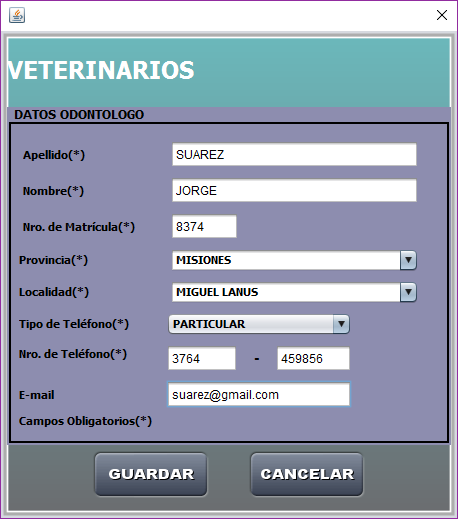 VETERINARIOS
DATOS ODONTOLOGO
Apellido(*) SUAREZ
Nombre(*) JORGE
Nro. de Matrícula(*) 8374
Provincia(*) MISIONES
Localidad(*) MIGUEL LANUS
Tipo de Teléfono(*) PARTICULAR
Nro. de Teléfono(*) 3764 - 459856
E-mail suarez@gmail.com
Campos Obligatorios(*)
GUARDAR CANCELAR